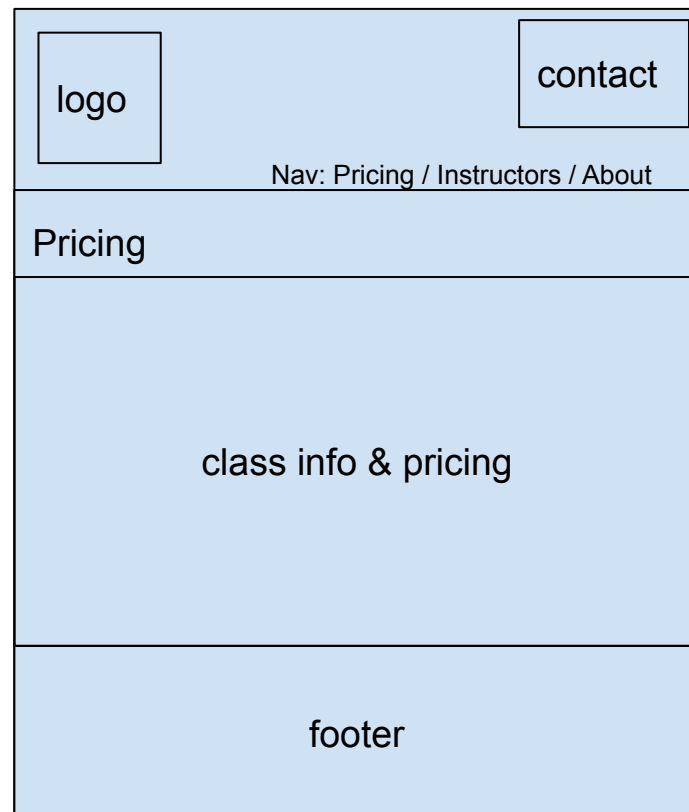 logo
contact
Nav: Pricing / Instructors / About
Pricing
class info & pricing
footer